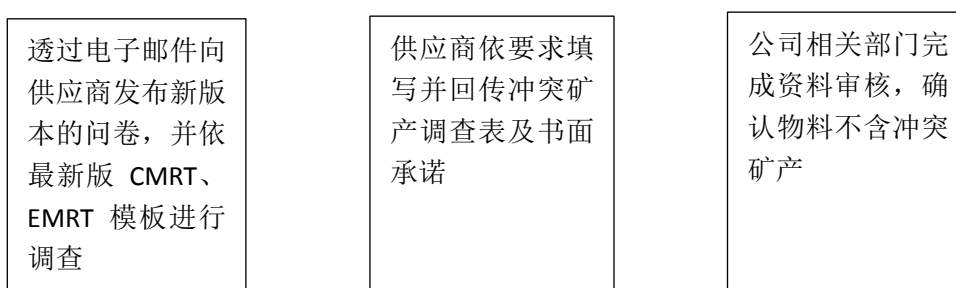 透过电子邮件向
供应商发布新版
本的问卷，并依
最新版 CMRT、
EMRT 模板进行
调查
供应商依要求填
写并回传冲突矿
产调查表及书面
承诺
公司相关部门完
成资料审核，确
认物料不含冲突
矿产